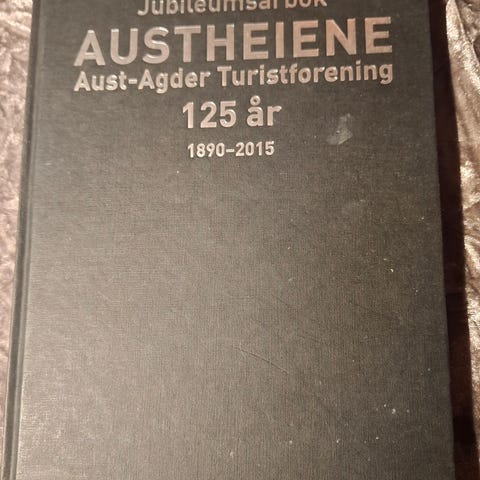 Jubileumsårbok
AUSTHEIENE
Aust-Agder Turistforening
125 år
1890–2015